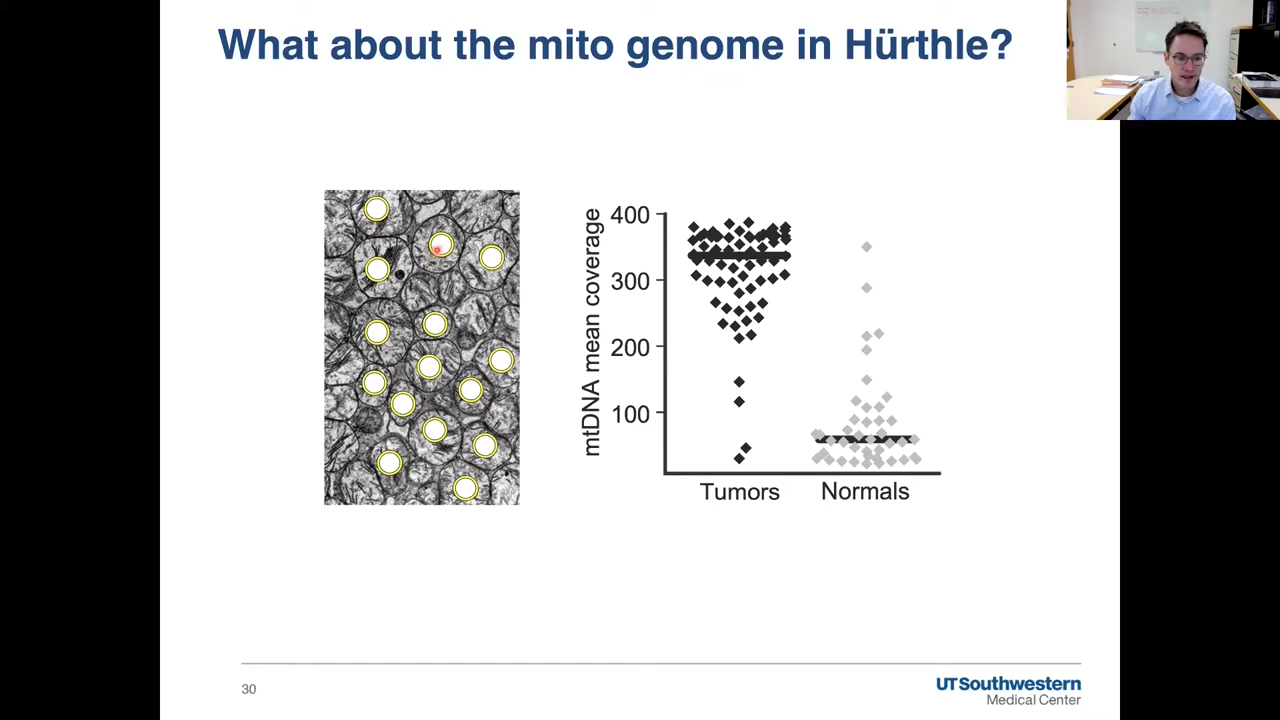 What about the mito genome in Hürthle?
mtDNA mean coverage
400
300
200
100
Tumors
Normals
30
UTSouthwestern
Medical Center